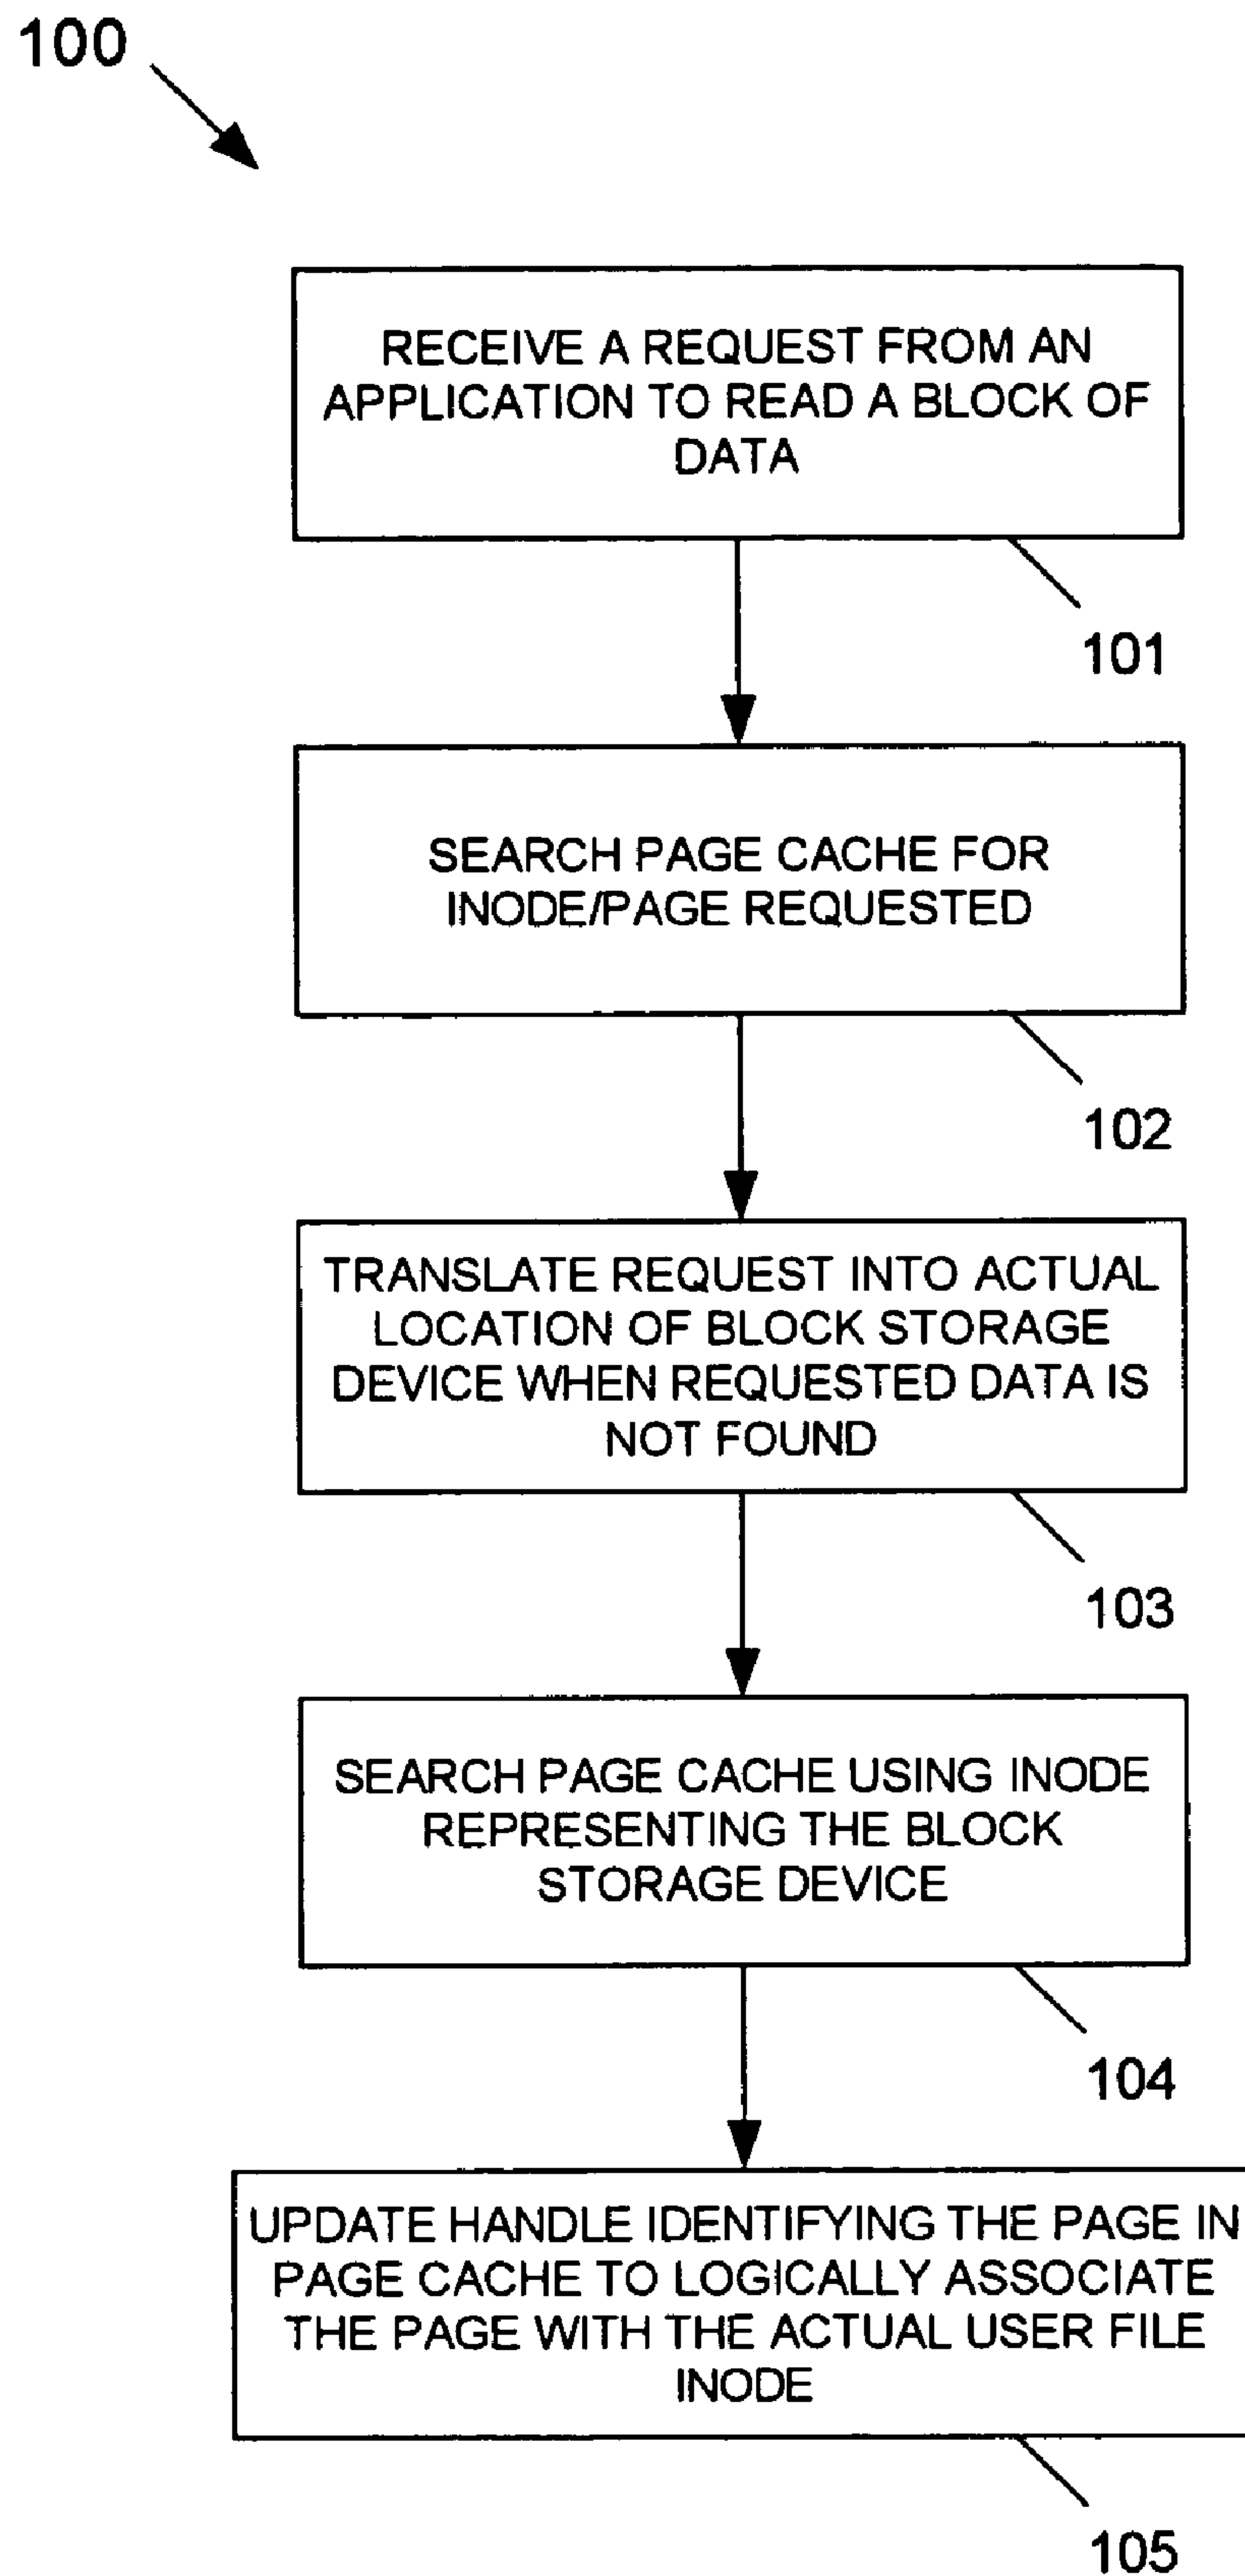 100
RECEIVE A REQUEST FROM AN
APPLICATION TO READ A BLOCK OF
DATA
101
SEARCH PAGE CACHE FOR
INODE/PAGE REQUESTED
102
TRANSLATE REQUEST INTO ACTUAL
LOCATION OF BLOCK STORAGE
DEVICE WHEN REQUESTED DATA IS
NOT FOUND
103
SEARCH PAGE CACHE USING INODE
REPRESENTING THE BLOCK
STORAGE DEVICE
104
UPDATE HANDLE IDENTIFYING THE PAGE IN
PAGE CACHE TO LOGICALLY ASSOCIATE
THE PAGE WITH THE ACTUAL USER FILE
INODE
105